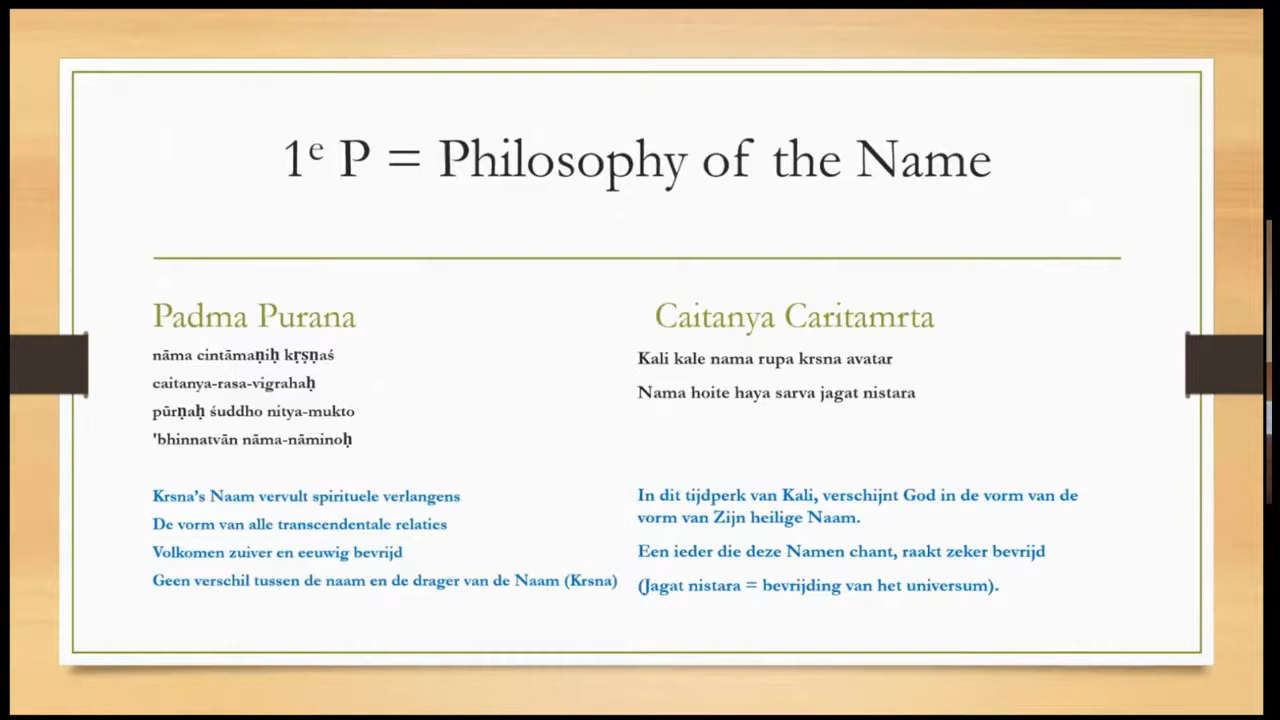 1e P = Philosophy of the Name
Padma Purana
nāma cintāmaṇiḥ kṛṣṇaś
caitanya-rasa-vigrahaḥ
pūrṇaḥ śuddho nitya-mukto
'bhinnatvān nāma-nāminoḥ
Krsna's Naam vervult spirituele verlangens
De vorm van alle transcendentale relaties
Volkomen zuiver en eeuwig bevrijd
Geen verschil tussen de naam en de drager van de Naam (Krsna)
Caitanya Caritamrta
Kali kale nama rupa krsna avatar
Nama hoite haya sarva jagat nistara
In dit tijdperk van Kali, verschijnt God in de vorm van de
vorm van Zijn heilige Naam.
Een ieder die deze Namen chant, raakt zeker bevrijd
(Jagat nistara = bevrijding van het universum).